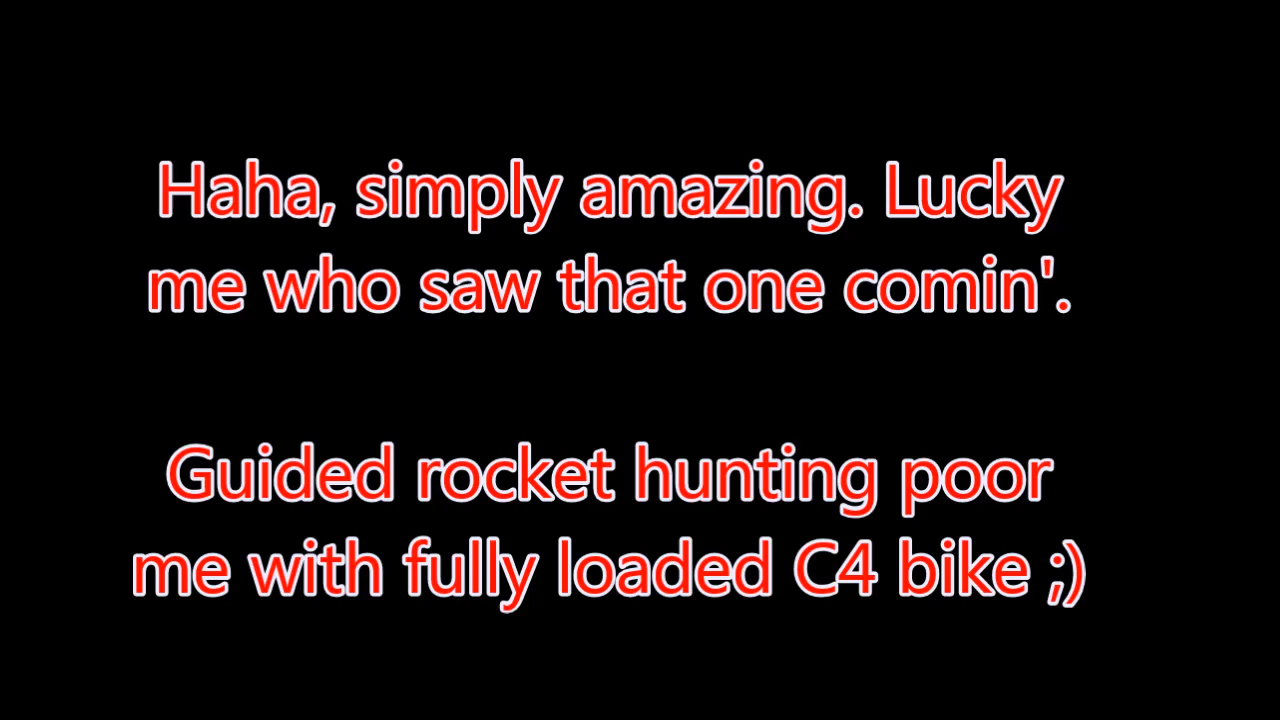 Haha, simply amazing. Lucky
me who saw that one comin'.
Guided rocket hunting poor
me with fully loaded C4 bike ;)